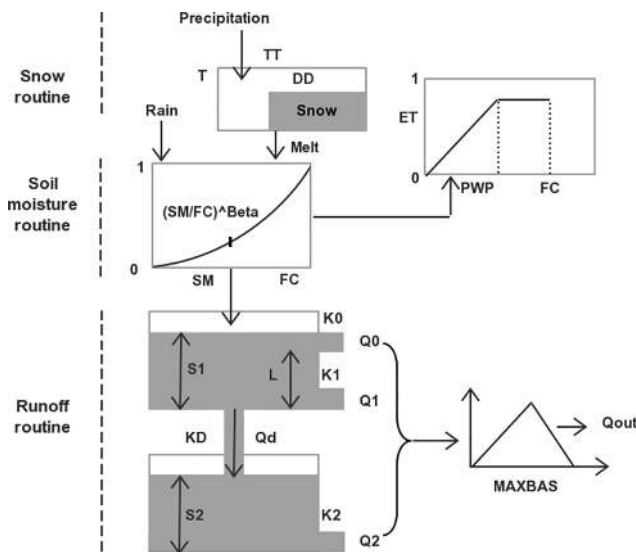 Precipitation
TT
T
DD
Snow
routine
Snow
Rain
Melt
1
ET
0
PWP
FC
1
Soil
moisture
routine
(SM/FC)^Beta
0
SM
FC
K0
Q0
S1
L
K1
Q1
Runoff
routine
KD
Qd
Qout
MAXBAS
S2
K2
Q2